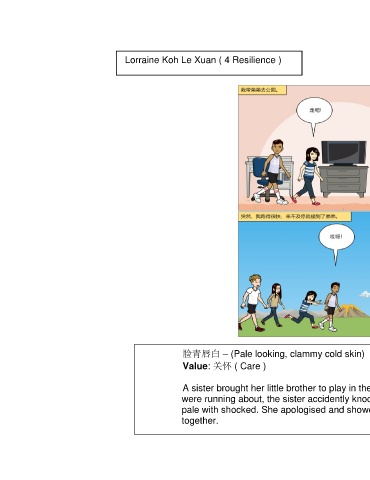 Lorraine Koh Le Xuan ( 4 Resilience )
我带弟弟去公园。
走吧!
突然，我跑得很快，来不及停就撞到了弟弟。
哎呀!
脸青唇白 – (Pale looking, clammy cold skin)
Value: 关怀 ( Care )
A sister brought her little brother to play in the
were running about, the sister accidently knoc
pale with shocked. She apologised and showe
together.